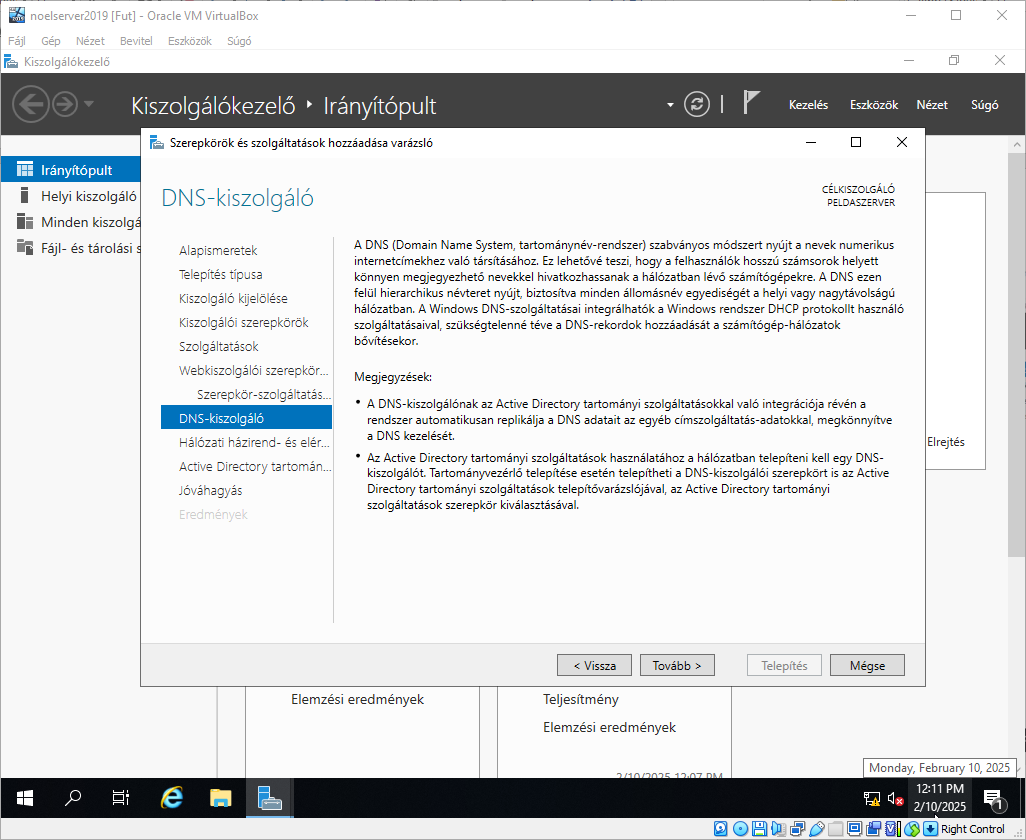 noelserver2019 [Fut] - Oracle VM VirtualBox
Fájl Gép Nézet Bevitel Eszközök Súgó
Kiszolgálókezelő
Kiszolgálókezelő Irányítópult
Kezelés Eszközök Nézet Súgó
Szerepkörök és szolgáltatások hozzáadása varázsló
Irányítópult
Helyi kiszolgáló
Minden kiszolgá
Fájl- és tárolási s
DNS-kiszolgáló
CÉLKISZOLGÁLÓ
PELDASZERVER
Alapismeretek
Telepítés típusa
Kiszolgáló kijelölése
Kiszolgálói szerepkörök
Szolgáltatások
Webkiszolgálói szerepkör...
Szerepkör-szolgáltatás...
DNS-kiszolgáló
Hálózati házirend- és elér...
Active Directory tartomán...
Jóváhagyás
Eredmények
A DNS (Domain Name System, tartománynév-rendszer) szabványos módszert nyújt a nevek numerikus
internetcímekhez való társításához. Ez lehetővé teszi, hogy a felhasználók hosszú számsorok helyett
könnyen megjegyezhető nevekkel hivatkozhassanak a hálózatban lévő számítógépekre. A DNS ezen
felül hierarchikus névteret nyújt, biztosítva minden állomásnév egyediségét a helyi vagy nagytávolságú
hálózatban. A Windows DNS-szolgáltatásai integrálhatók a Windows rendszer DHCP protokollt használó
szolgáltatásaival, szükségtelenné téve a DNS-rekordok hozzáadását a számítógép-hálózatok
bővítésekor.
Megjegyzések:
• A DNS-kiszolgálónak az Active Directory tartományi szolgáltatásokkal való integrációja révén a
rendszer automatikusan replikálja a DNS adatait az egyéb címszolgáltatás-adatokkal, megkönnyítve
a DNS kezelését.
• Az Active Directory tartományi szolgáltatások használatához a hálózatban telepíteni kell egy DNS-
kiszolgálót. Tartományvezérlő telepítése esetén telepítheti a DNS-kiszolgálói szerepkört is az Active
Directory tartományi szolgáltatások telepítővarázslójával, az Active Directory tartományi
szolgáltatások szerepkör kiválasztásával.
Elrejtés
< Vissza Tovább > Telepítés Mégse
Elemzési eredmények
Teljesítmény
Elemzési eredmények
2/10/2025 12:07 PM
Monday, February 10, 2025
12:11 PM
2/10/2025
1
Right Control